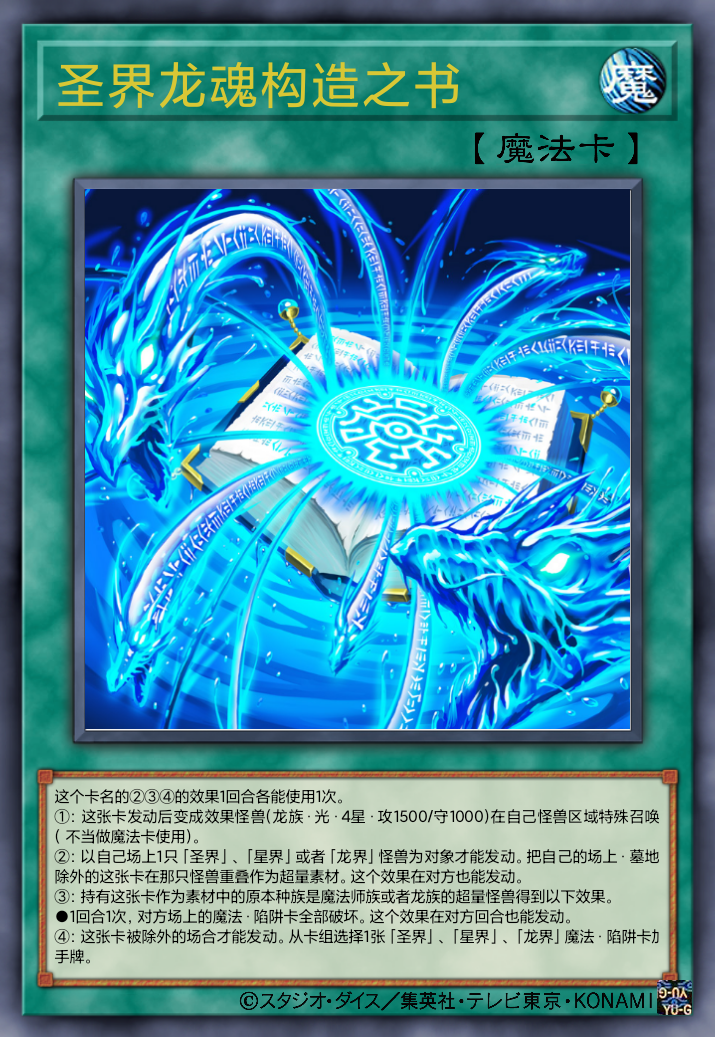 圣界龙魂构造之书
魔
【魔法卡】
这个卡名的②③④的效果1回合各能使用1次。
①：这张卡发动后变成效果怪兽(龙族·光·4星·攻1500/守1000)在自己怪兽区域特殊召唤
( 不当做魔法卡使用)。
②：以自己场上1只「圣界」、「星界」或者「龙界」怪兽为对象才能发动。把自己的场上·墓地
除外的这张卡在那只怪兽重叠作为超量素材。这个效果在对方也能发动。
③：持有这张卡作为素材中的原本种族是魔法师族或者龙族的超量怪兽得到以下效果。
●1回合1次，对方场上的魔法·陷阱卡全部破坏。这个效果在对方回合也能发动。
④：这张卡被除外的场合才能发动。从卡组选择1张「圣界」、「星界」、「龙界」魔法·陷阱卡加
手牌。
©スタジオ・ダイス／集英社・テレビ東京・KONAMI
YU-G
YU-G